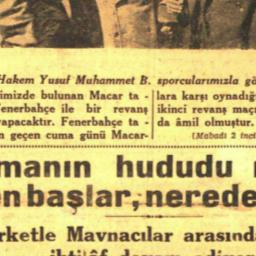 Hakem Yusuf Muhammet B. sporcularımızla gö
imizde bulunan Macar ta -
enerbahçe ile bir revanş
yapacaktır. Fenerbahçe ta -
n geçen cuma günü Macar-
lara karşı oynadığı
ikinci revanş maçı
da âmil olmuştur.
(Mabadi 2 inci
manın hududu
en başlar, nerede
rketle Mavnacılar arasında
ihtilâf devam